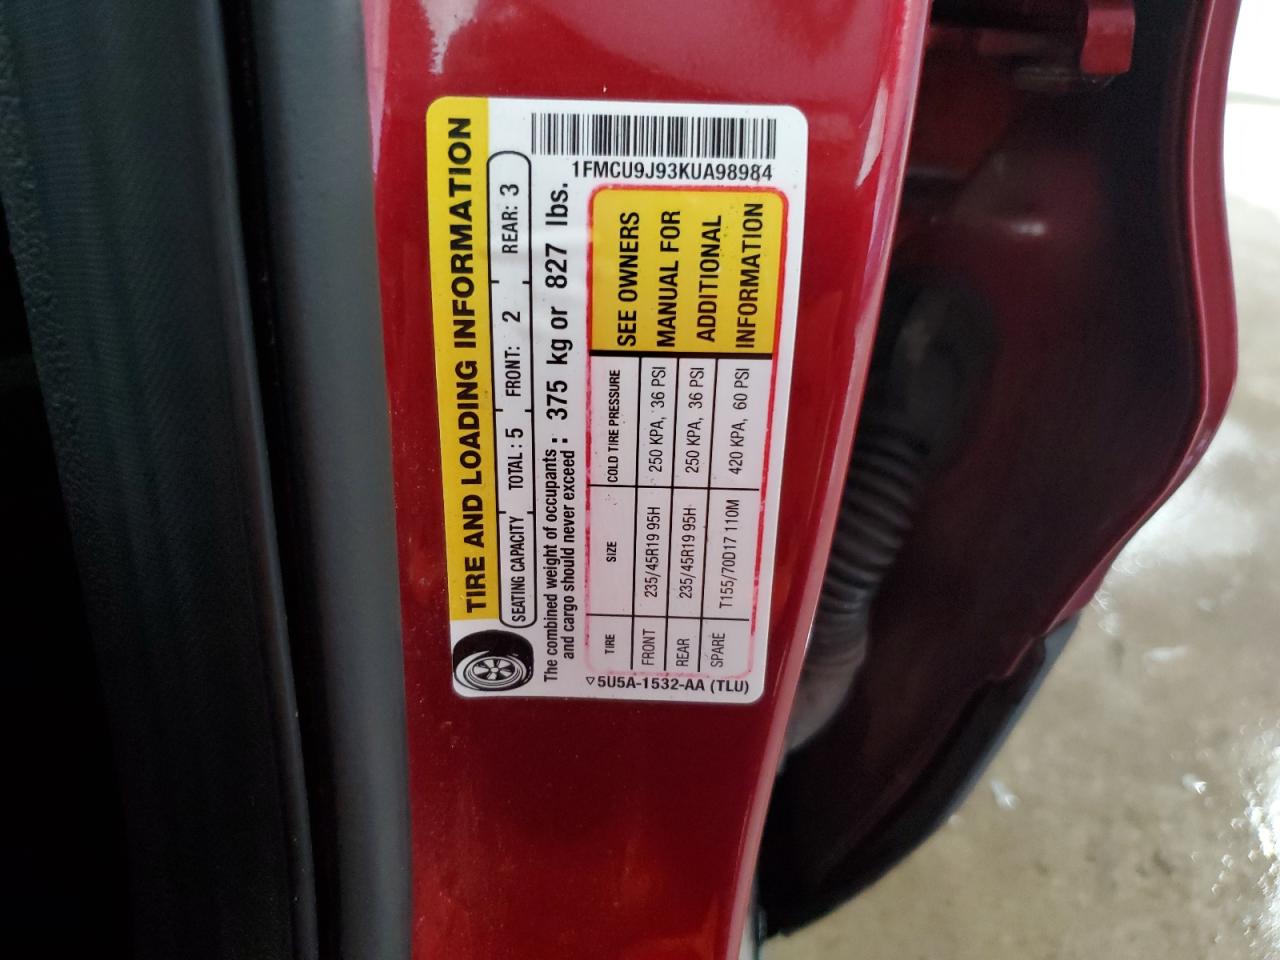 TIRE AND LOADING INFORMATION
SEATING CAPACITY TOTAL : 5 FRONT: 2 REAR: 3
The combined weight of occupants
and cargo should never exceed : 375 kg or 827 lbs.
TIRE SIZE COLD TIRE PRESSURE
FRONT 235/45R19 95H 250 KPA, 36 PSI
REAR 235/45R19 95H 250 KPA, 36 PSI
SPARE T155/70D17 110M 420 KPA, 60 PSI
SEE OWNERS
MANUAL FOR
ADDITIONAL
INFORMATION
5U5A-1532-AA (TLU)
1FMCU9J93KUA98984